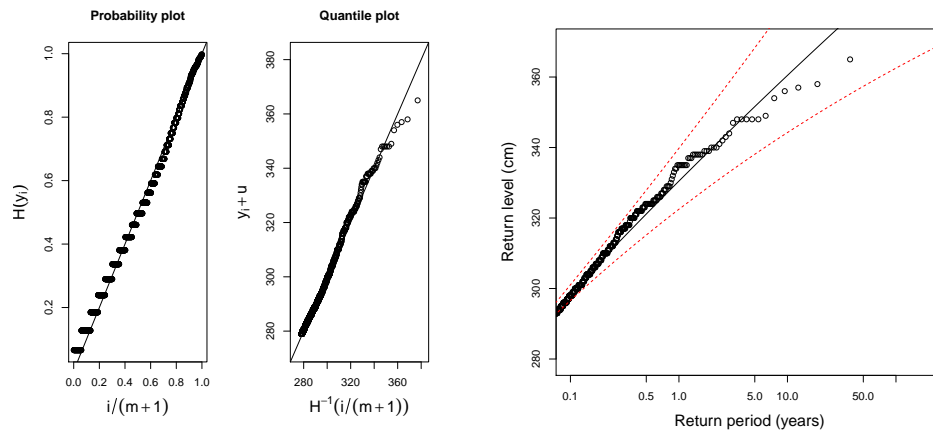 Probability plot
H(yᵢ)
1.0
0.8
0.6
0.4
0.2
0.0 0.2 0.4 0.6 0.8 1.0
i/(m+1)
Quantile plot
yᵢ+u
380
360
340
320
300
280
280 320 360
H⁻¹(i/(m+1))
Return level (cm)
360
340
320
300
280
0.1 0.5 1.0 5.0 10.0 50.0
Return period (years)